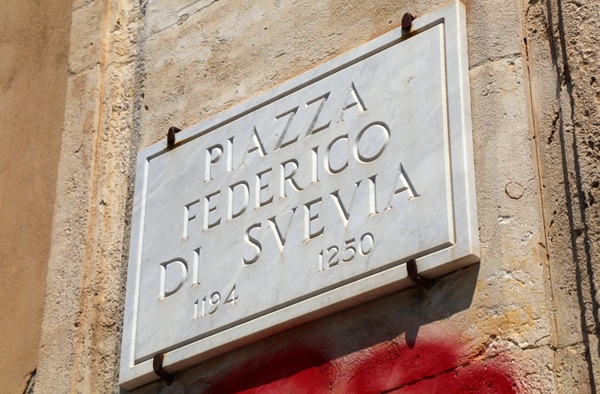 PIAZZA
FEDERICO
DI SVEVIA
1194 1250